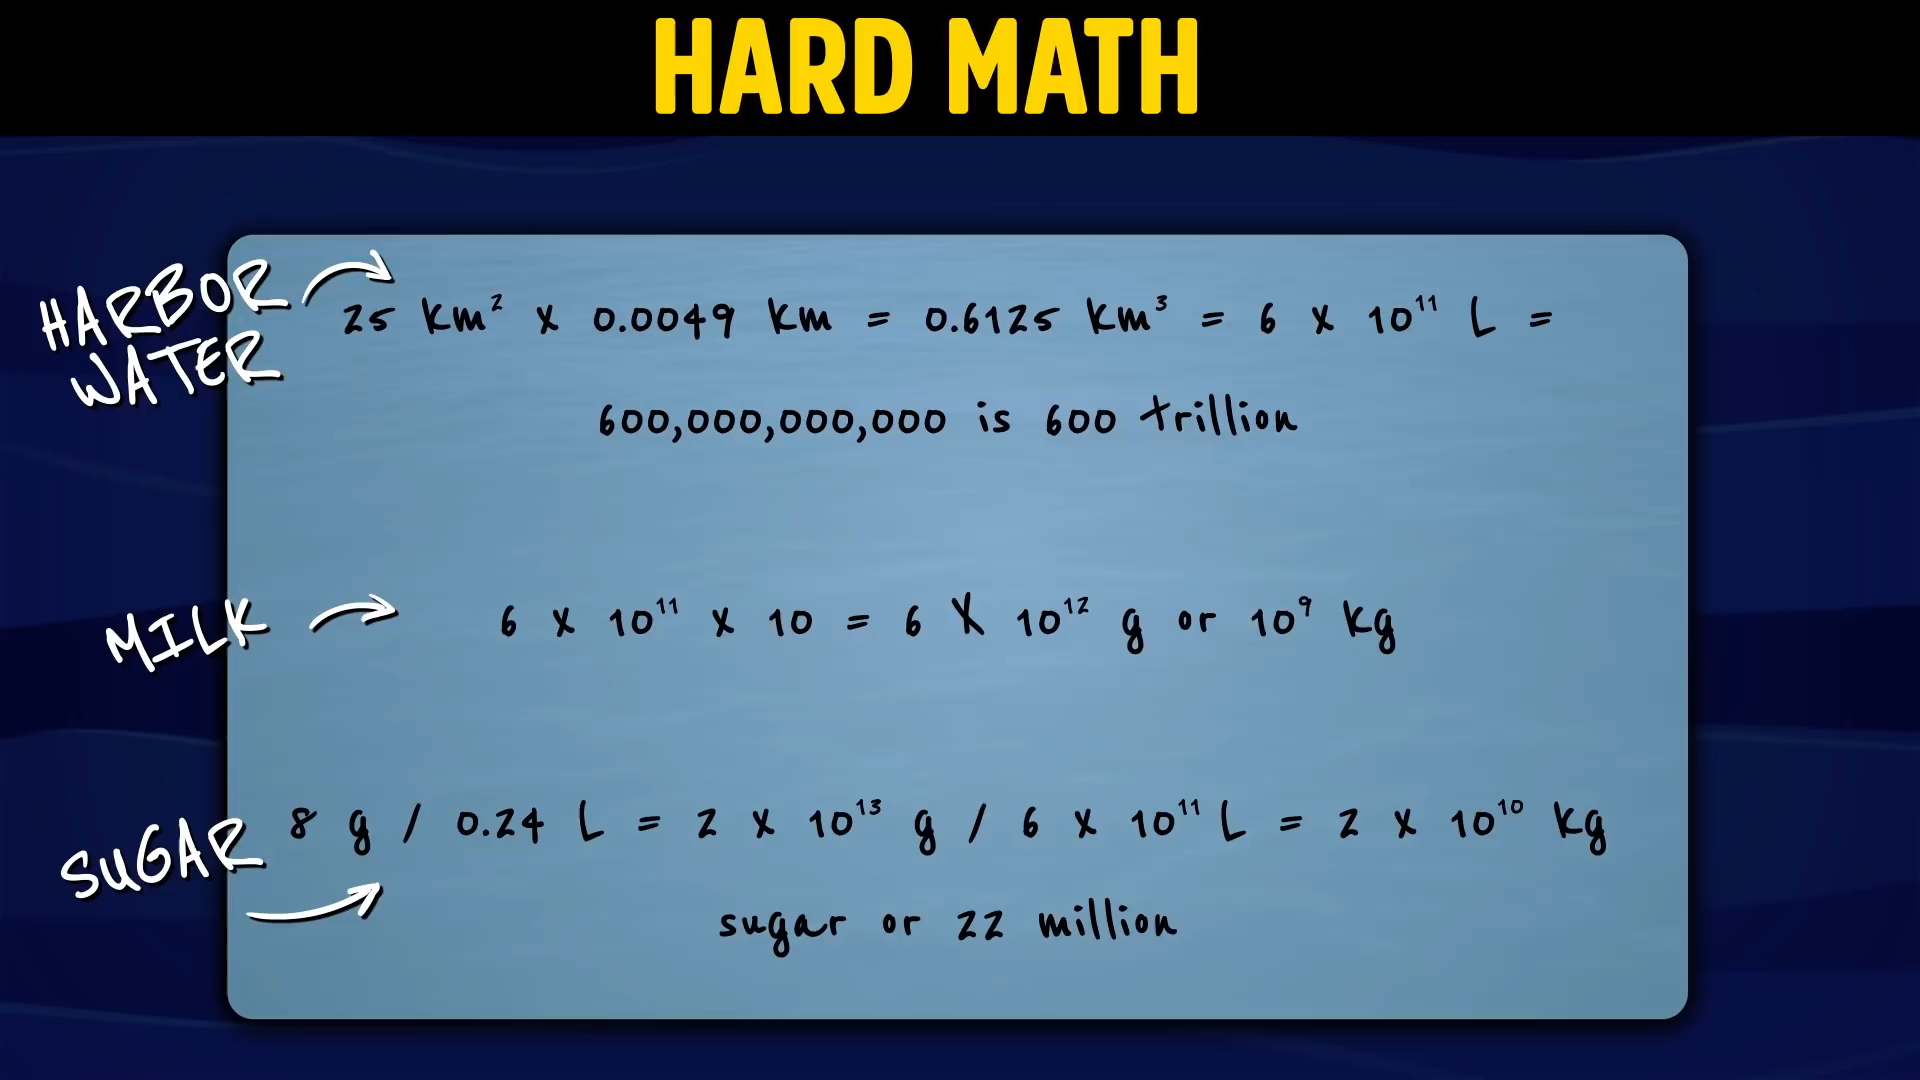 HARD MATH
HARBOR
WATER
25 km² x 0.0049 km = 0.6125 km³ = 6 x 10¹¹ L =
600,000,000,000 is 600 trillion
MILK
6 x 10¹¹ x 10 = 6 X 10¹² g or 10⁹ kg
SUGAR
8 g / 0.24 L = 2 x 10¹³ g / 6 x 10¹¹ L = 2 x 10¹⁰ kg
sugar or 22 million